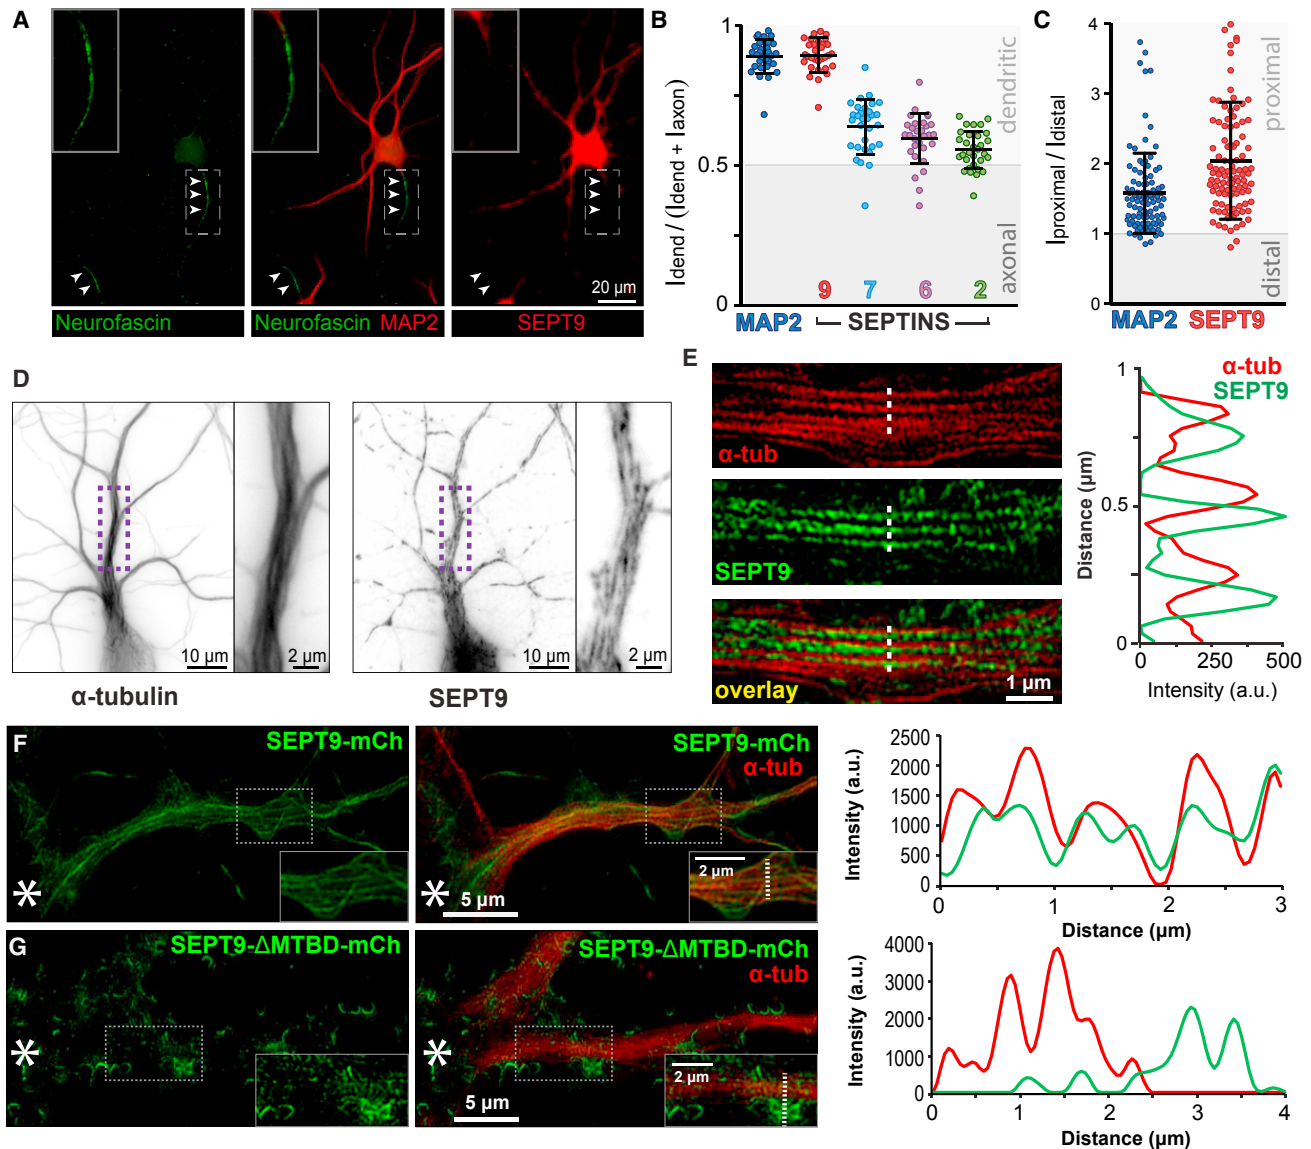 A
Neurofascin
Neurofascin MAP2
SEPT9
20 µm
B
Idend / (Idend + Iaxon)
1
0.5
0
dendritic
axonal
9 7 6 2
MAP2 SEPTINS
C
Iproximal / Idistal
4
3
2
1
0
proximal
distal
MAP2 SEPT9
D
10 µm
2 µm
α-tubulin
10 µm
2 µm
SEPT9
E
α-tub
SEPT9
overlay
1 µm
α-tub
SEPT9
Distance (µm)
1
0.5
0
0 250 500
Intensity (a.u.)
F
SEPT9-mCh
*
SEPT9-mCh
α-tub
*
5 µm
2 µm
Intensity (a.u.)
2500
2000
1500
1000
500
0
0 1 2 3
Distance (µm)
G
SEPT9-ΔMTBD-mCh
*
SEPT9-ΔMTBD-mCh
α-tub
*
5 µm
2 µm
Intensity (a.u.)
4000
3000
2000
1000
0
0 1 2 3 4
Distance (µm)